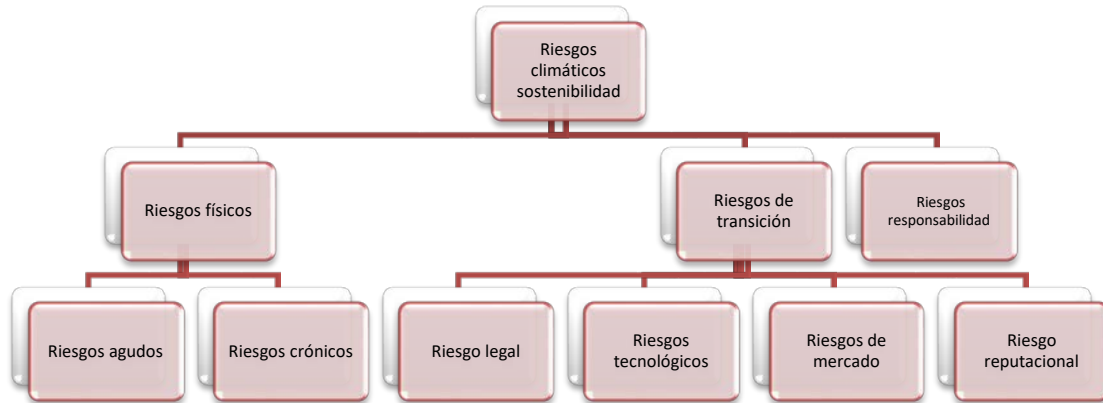 Riesgos
climáticos
sostenibilidad
Riesgos físicos
Riesgos de
transición
Riesgos
responsabilidad
Riesgos agudos
Riesgos crónicos
Riesgo legal
Riesgos
tecnológicos
Riesgos de
mercado
Riesgo
reputacional